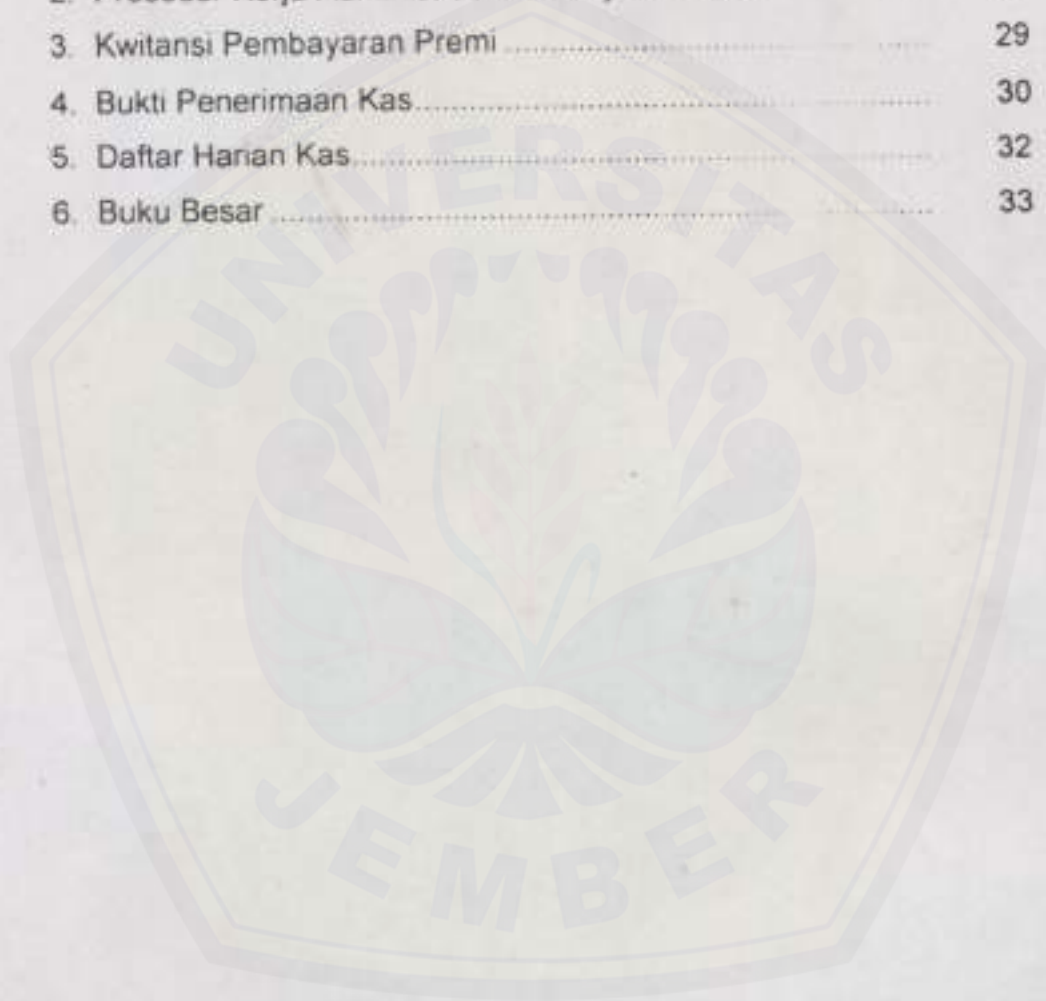 3. Kwitansi Pembayaran Premi ........ 29
4. Bukti Penerimaan Kas ........ 30
5. Daftar Harian Kas ........ 32
6. Buku Besar ........ 33
UNIVERSITAS
JEMBER